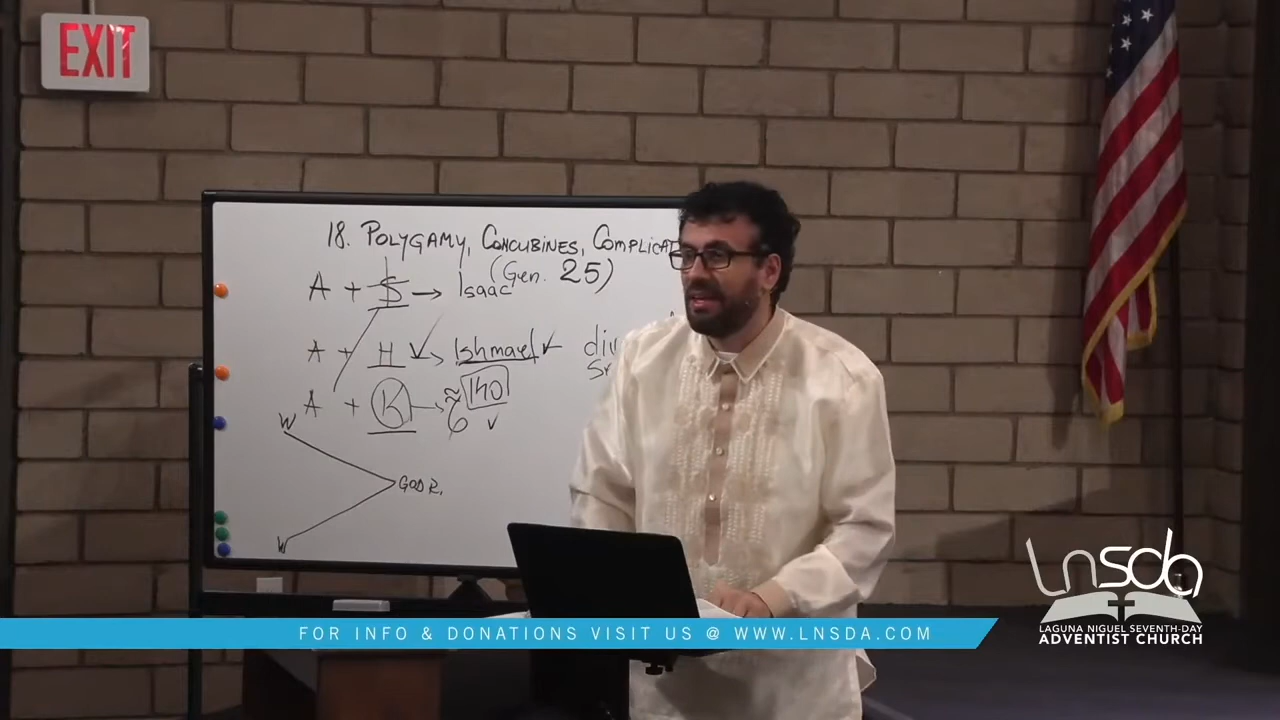 EXIT
18. POLYGAMY, CONCUBINES, COMPLICAT
(Gen. 25)
A + S → Isaac
A + H ✓ → Ishmael ✓ div
A + K → 6 140 ✓
W
GOD R.
W
FOR INFO & DONATIONS VISIT US @ WWW.LNSDA.COM
Lnsda
LAGUNA NIGUEL SEVENTH-DAY
ADVENTIST CHURCH